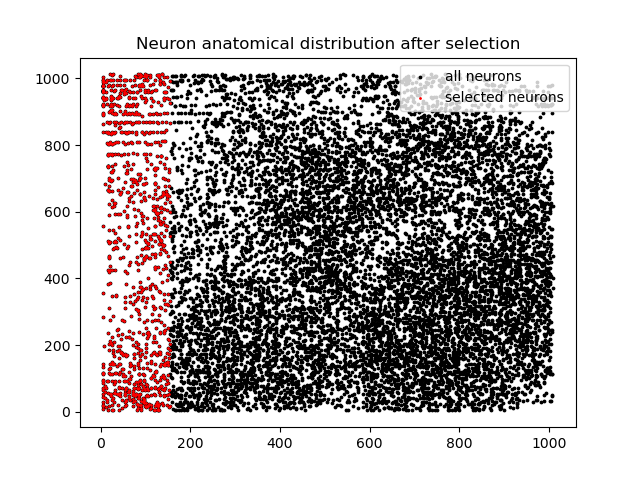 Neuron anatomical distribution after selection
all neurons
selected neurons
1000
800
600
400
200
0
0 200 400 600 800 1000